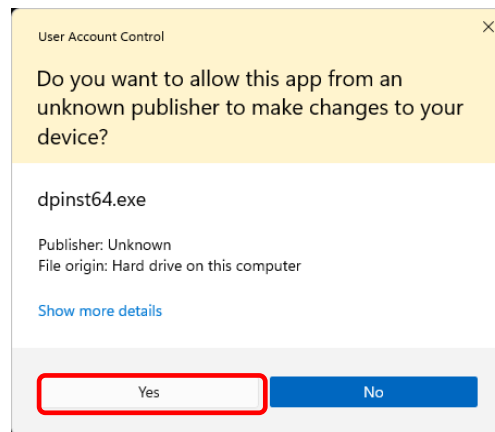 User Account Control
Do you want to allow this app from an
unknown publisher to make changes to your
device?
dpinst64.exe
Publisher: Unknown
File origin: Hard drive on this computer
Show more details
Yes
No